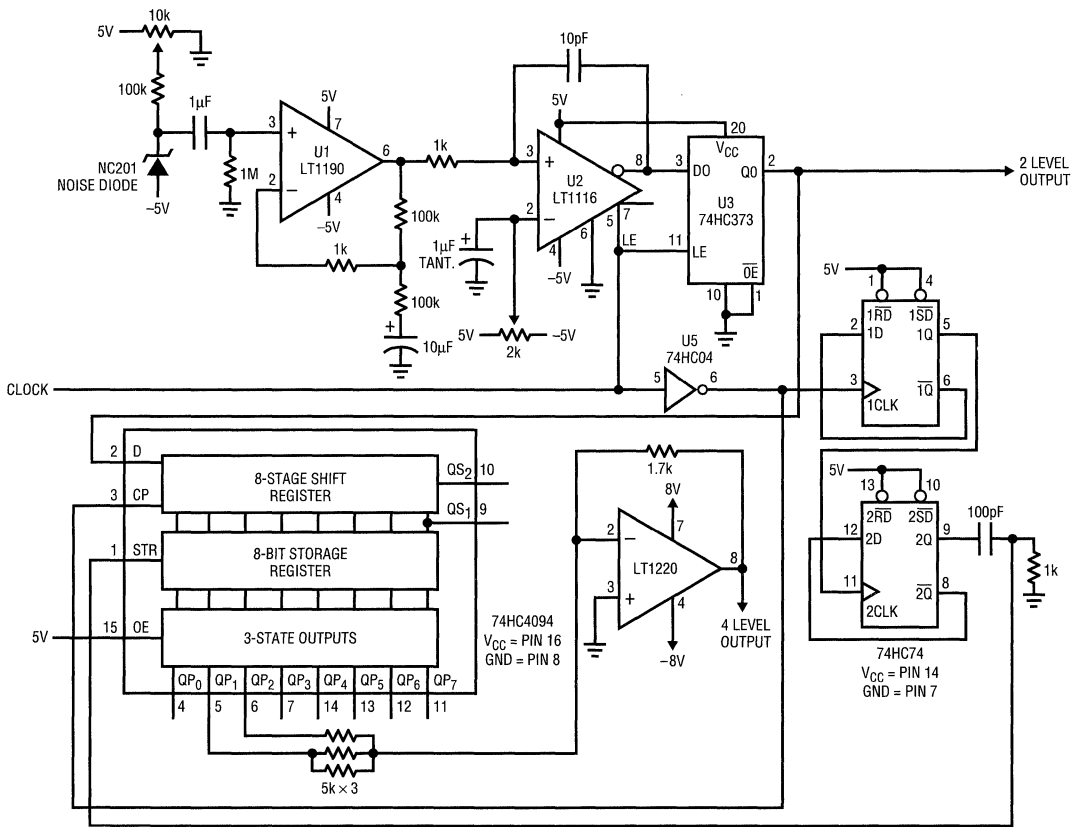 10k
5V
100k
1µF
NC201
NOISE DIODE
–5V
1M
3
+
2
–
5V
7
U1
LT1190
6
4
–5V
1k
100k
1k
100k
+
10µF
10pF
5V
3
+
2
–
U2
LT1116
8
7
5
6
4
–5V
LE
+
1µF
TANT.
5V
–5V
2k
20
VCC
3
DO
Q0
2
U3
74HC373
11
LE
OE
10
1
2 LEVEL
OUTPUT
CLOCK
U5
74HC04
5
6
5V
1
4
1RD
1SD
2
1D
1Q
5
3
1CLK
1Q
6
5V
13
10
2RD
2SD
12
2D
2Q
9
11
2CLK
2Q
8
100pF
1k
74HC74
VCC = PIN 14
GND = PIN 7
2
D
3
CP
1
STR
5V
15
OE
8-STAGE SHIFT
REGISTER
8-BIT STORAGE
REGISTER
3-STATE OUTPUTS
QS2
10
QS1
9
QP0
QP1
QP2
QP3
QP4
QP5
QP6
QP7
4
5
6
7
14
13
12
11
74HC4094
VCC = PIN 16
GND = PIN 8
5k × 3
1.7k
8V
7
2
–
3
+
LT1220
8
4
–8V
4 LEVEL
OUTPUT